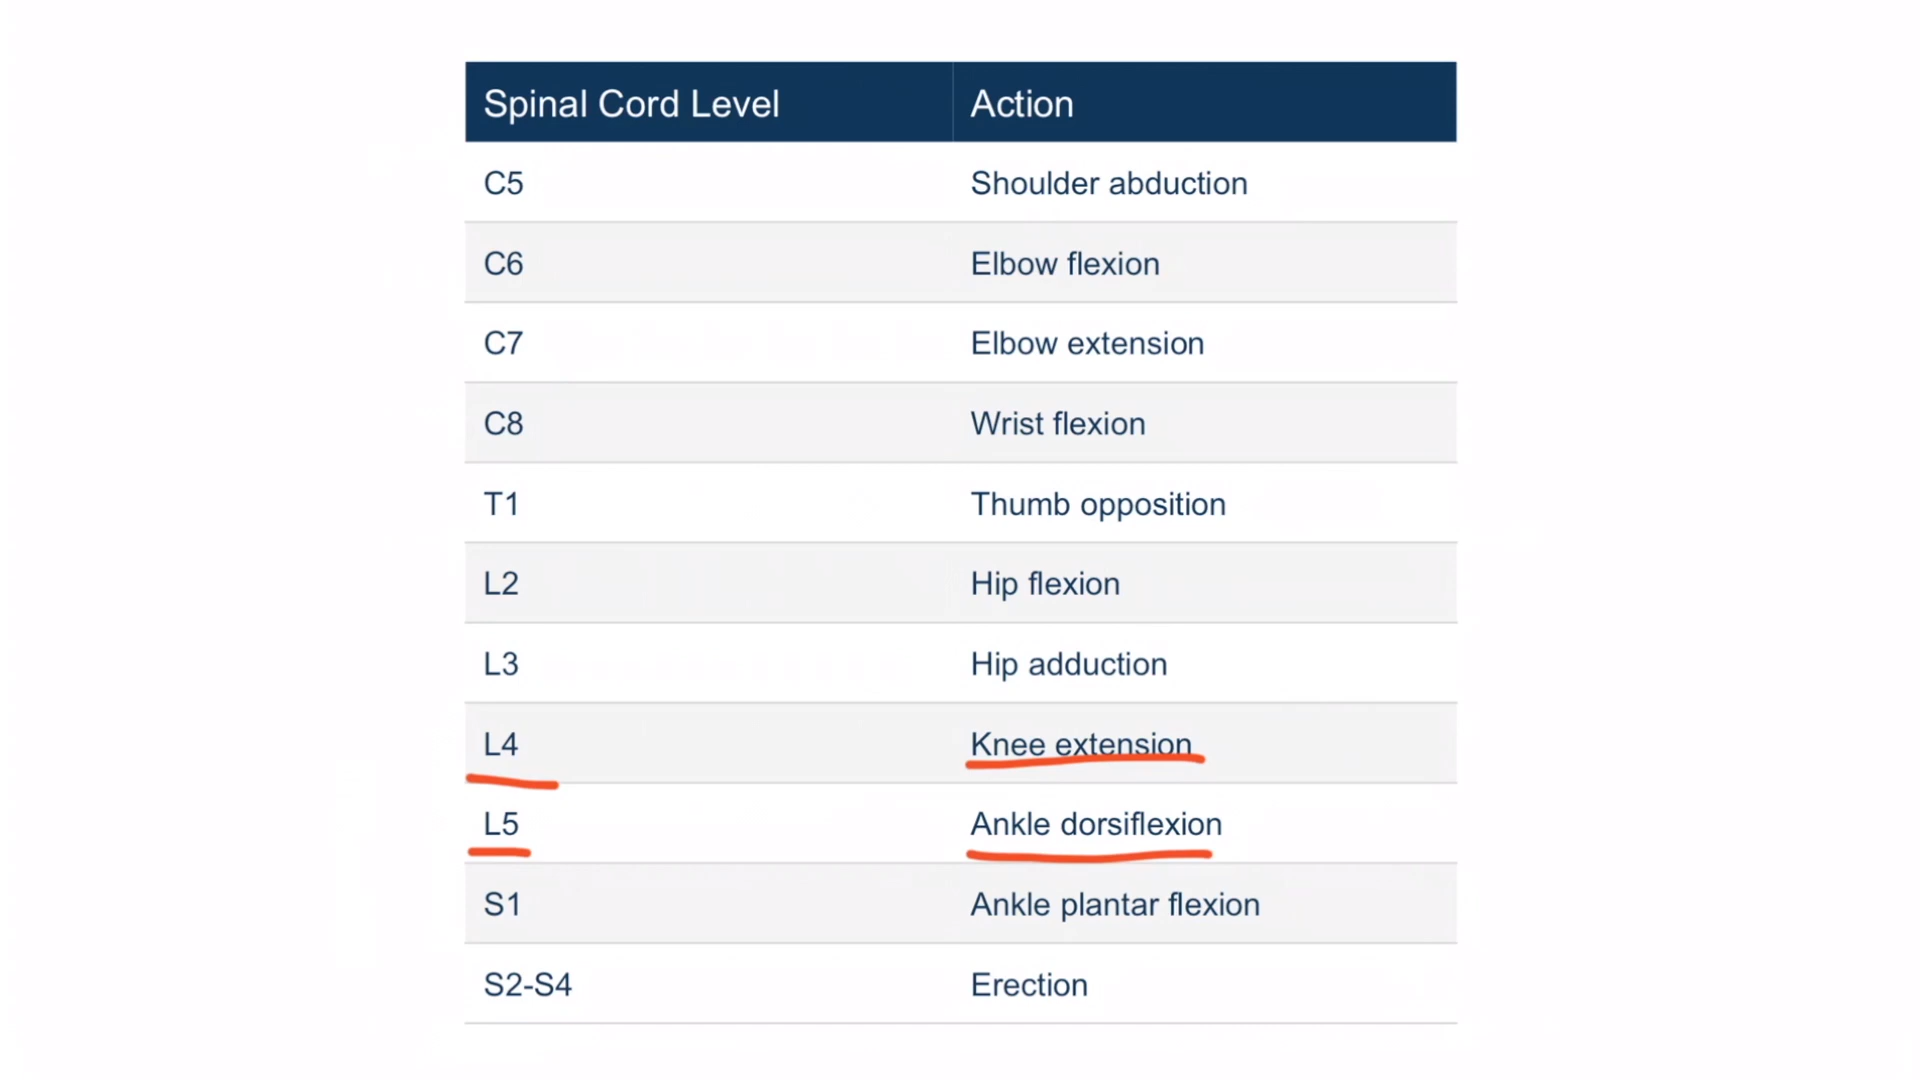 Spinal Cord Level Action
C5 Shoulder abduction
C6 Elbow flexion
C7 Elbow extension
C8 Wrist flexion
T1 Thumb opposition
L2 Hip flexion
L3 Hip adduction
L4 Knee extension
L5 Ankle dorsiflexion
S1 Ankle plantar flexion
S2-S4 Erection